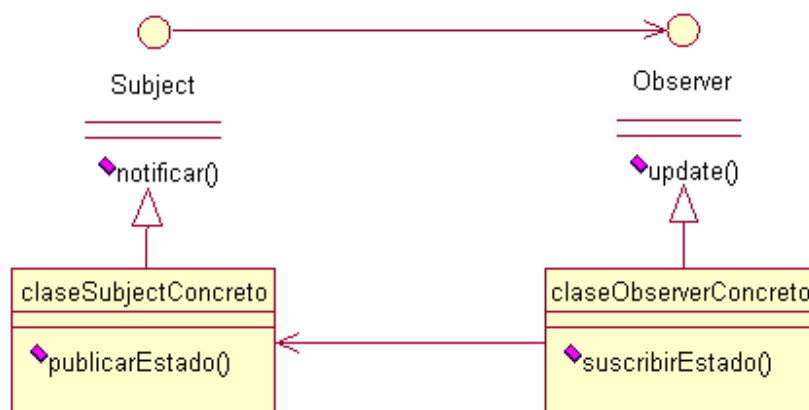 Subject
Observer
notificar()
update()
claseSubjectConcreto
claseObserverConcreto
publicarEstado()
suscribirEstado()